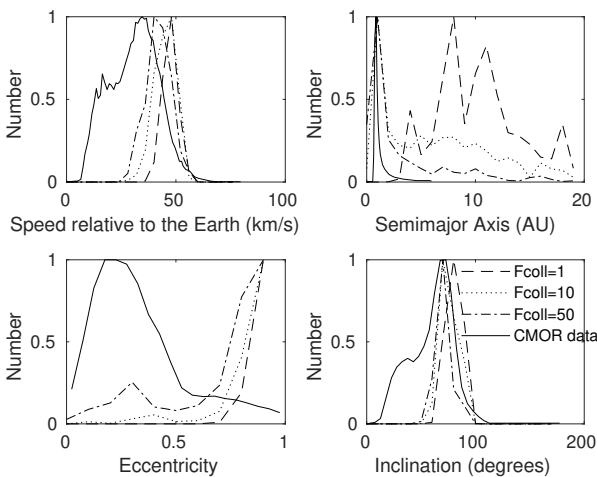 1
0.5
0
Number
0 50 100
Speed relative to the Earth (km/s)
1
0.5
0
Number
0 10 20
Semimajor Axis (AU)
1
0.5
0
Number
0 0.5 1
Eccentricity
1
0.5
0
Number
Fcoll=1
Fcoll=10
Fcoll=50
CMOR data
0 100 200
Inclination (degrees)